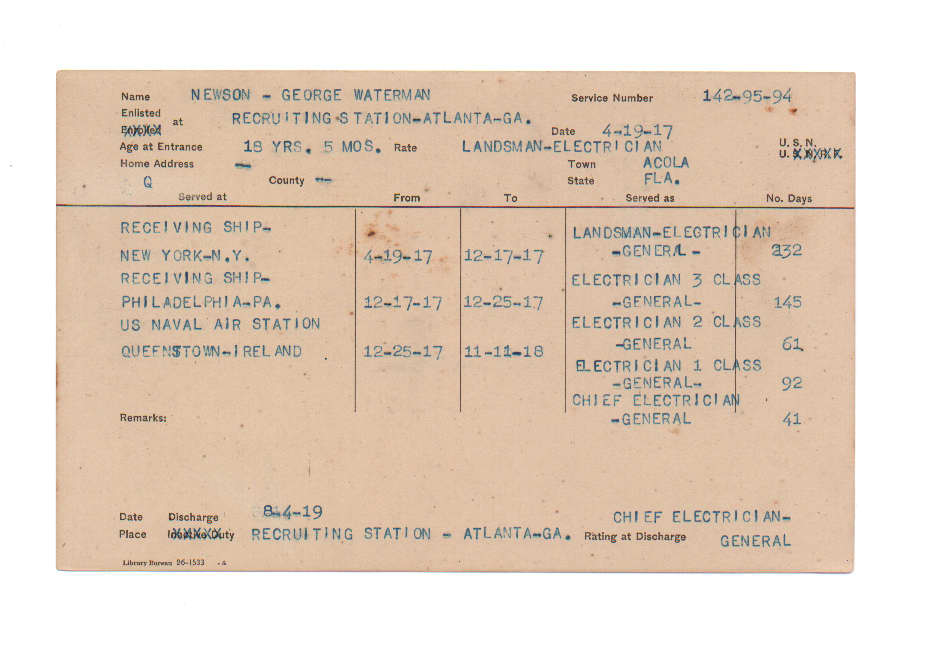 Name NEWSON - GEORGE WATERMAN Service Number 142-95-94
Enlisted at RECRUITING STATION-ATLANTA-GA.
Date 4-19-17
Age at Entrance 18 YRS. 5 MOS. Rate LANDSMAN-ELECTRICIAN U. S. N.
Home Address — Town ACOLA
Q County -- State FLA.
Served at From To Served as No. Days
RECEIVING SHIP- LANDSMAN-ELECTRICIAN
NEW YORK-N.Y. 4-19-17 12-17-17 -GENERAL- 232
RECEIVING SHIP- ELECTRICIAN 3 CLASS
PHILADELPHIA-PA. 12-17-17 12-25-17 -GENERAL- 145
US NAVAL AIR STATION ELECTRICIAN 2 CLASS
QUEENSTOWN-IRELAND 12-25-17 11-11-18 -GENERAL 61
ELECTRICIAN 1 CLASS
-GENERAL- 92
CHIEF ELECTRICIAN
Remarks: -GENERAL 41
Date Discharge 8-4-19 CHIEF ELECTRICIAN-
Place Duty RECRUITING STATION - ATLANTA-GA. Rating at Discharge GENERAL
Library Bureau 26-1533